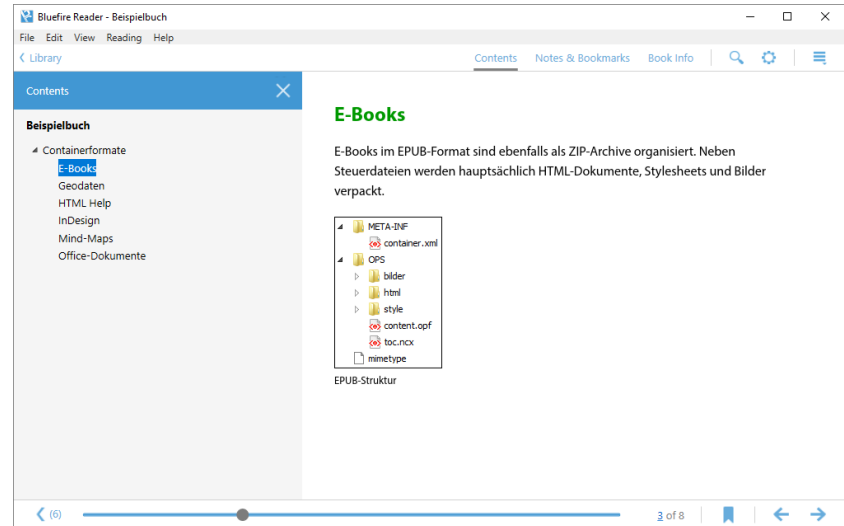 Bluefire Reader - Beispielbuch
File Edit View Reading Help
Library Contents Notes & Bookmarks Book Info
Contents
Beispielbuch
Containerformate
E-Books
Geodaten
HTML Help
InDesign
Mind-Maps
Office-Dokumente
E-Books
E-Books im EPUB-Format sind ebenfalls als ZIP-Archive organisiert. Neben
Steuerdateien werden hauptsächlich HTML-Dokumente, Stylesheets und Bilder
verpackt.
META-INF
container.xml
OPS
bilder
html
style
content.opf
toc.ncx
mimetype
EPUB-Struktur
(6) 3 of 8